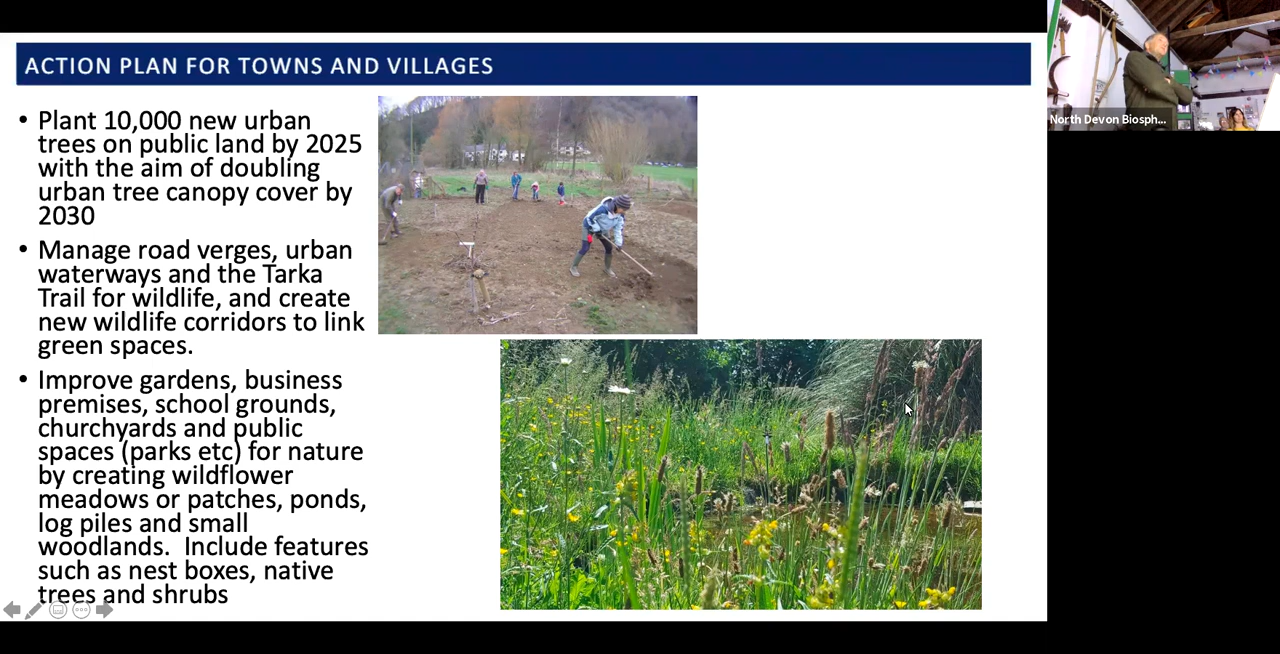 ACTION PLAN FOR TOWNS AND VILLAGES
• Plant 10,000 new urban
trees on public land by 2025
with the aim of doubling
urban tree canopy cover by
2030
• Manage road verges, urban
waterways and the Tarka
Trail for wildlife, and create
new wildlife corridors to link
green spaces.
• Improve gardens, business
premises, school grounds,
churchyards and public
spaces (parks etc) for nature
by creating wildflower
meadows or patches, ponds,
log piles and small
woodlands.  Include features
such as nest boxes, native
trees and shrubs
North Devon Biosph...